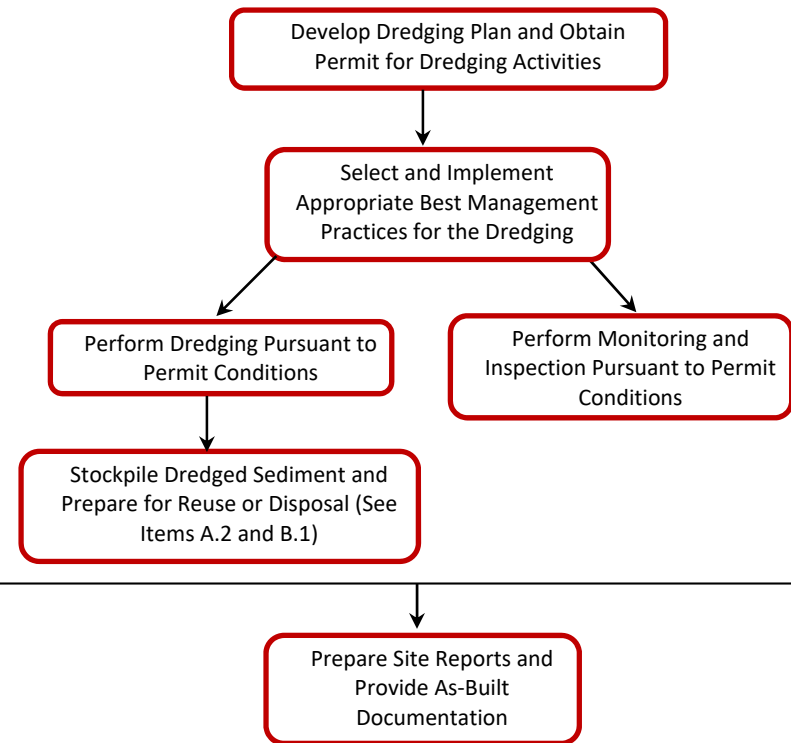 Develop Dredging Plan and Obtain
Permit for Dredging Activities
Select and Implement
Appropriate Best Management
Practices for the Dredging
Perform Dredging Pursuant to
Permit Conditions
Perform Monitoring and
Inspection Pursuant to Permit
Conditions
Stockpile Dredged Sediment and
Prepare for Reuse or Disposal (See
Items A.2 and B.1)
Prepare Site Reports and
Provide As-Built
Documentation